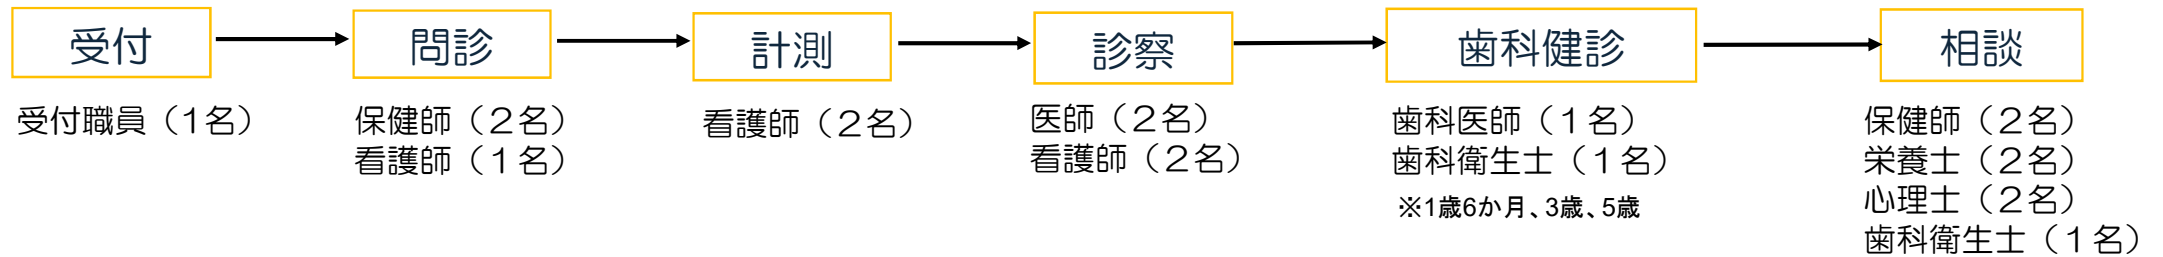 受付
問診
計測
診察
歯科健診
相談
受付職員（1名）
保健師（２名）
看護師（１名）
看護師（２名）
医師（２名）
看護師（２名）
歯科医師（１名）
歯科衛生士（１名）
※1歳6か月、3歳、5歳
保健師（２名）
栄養士（２名）
心理士（２名）
歯科衛生士（１名）